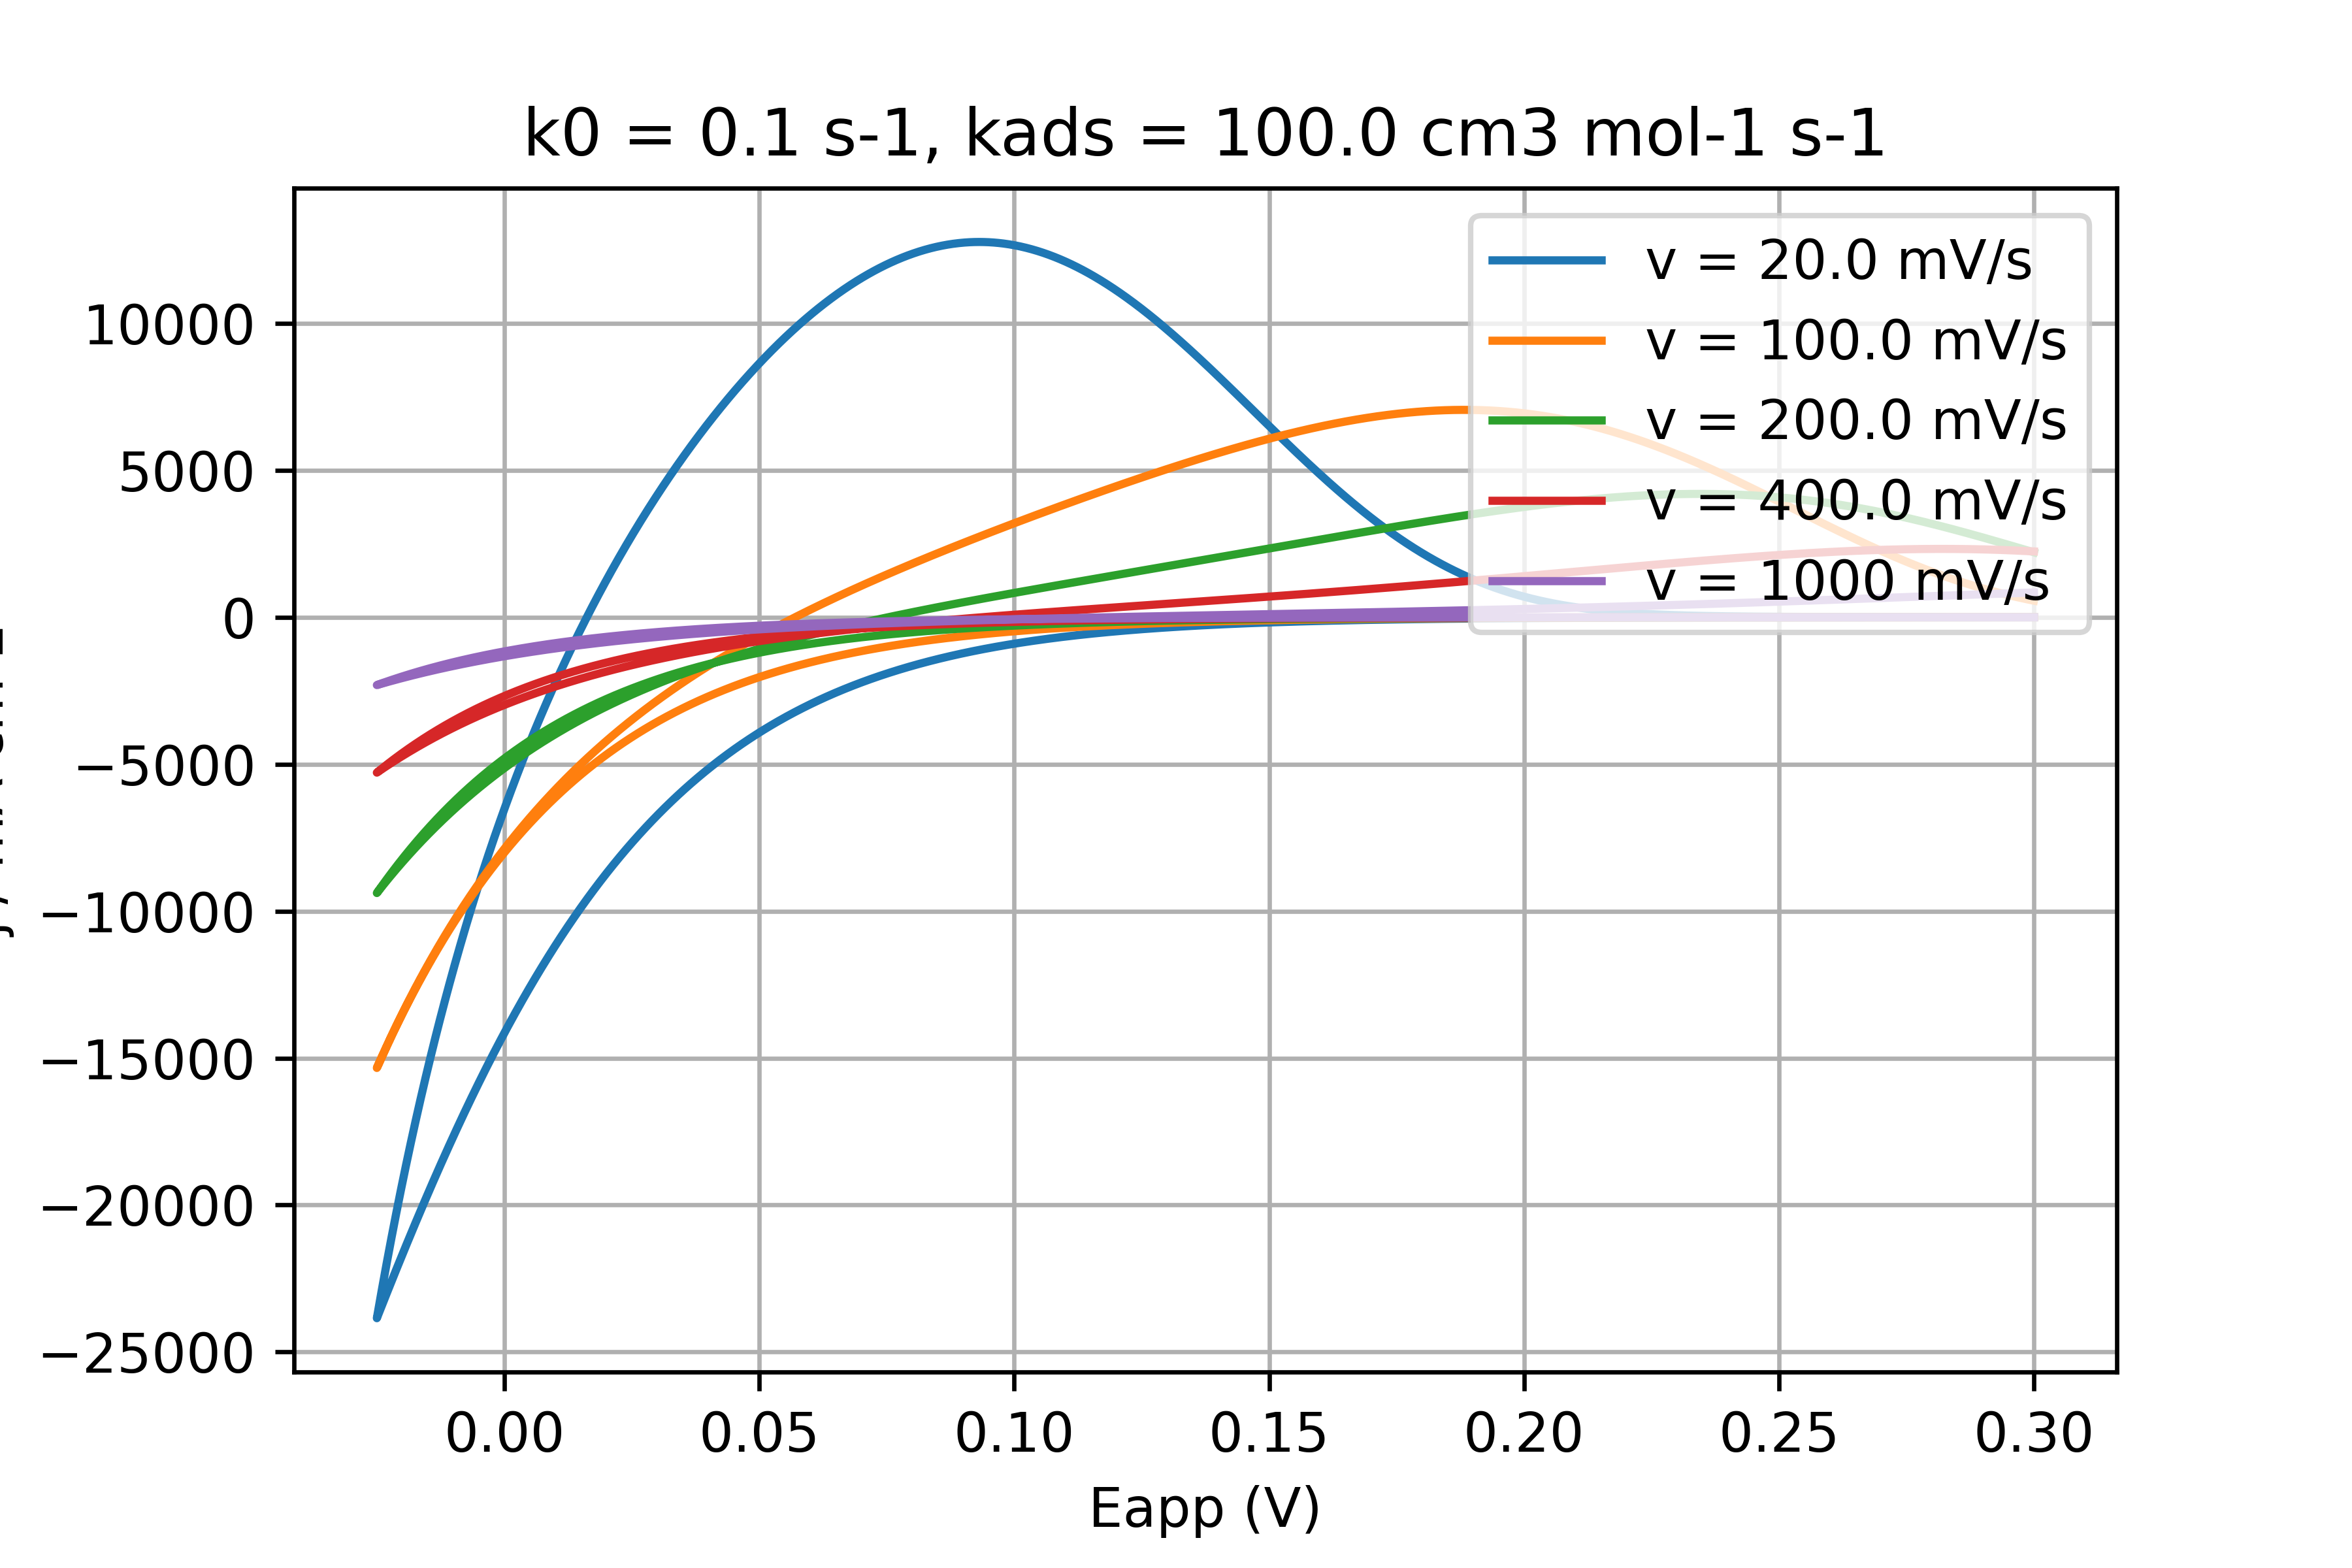 k0 = 0.1 s-1, kads = 100.0 cm3 mol-1 s-1
v = 20.0 mV/s
v = 100.0 mV/s
v = 200.0 mV/s
v = 400.0 mV/s
v = 1000 mV/s
10000
5000
0
−5000
−10000
−15000
−20000
−25000
0.00 0.05 0.10 0.15 0.20 0.25 0.30
Eapp (V)